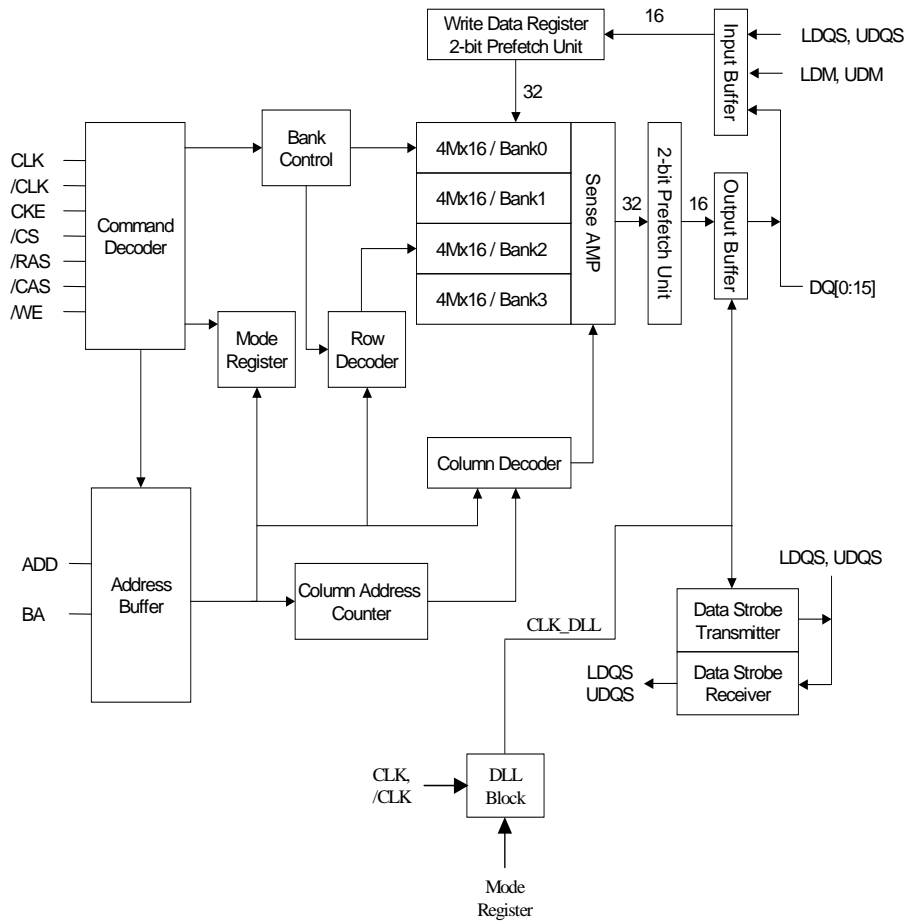 Write Data Register
2-bit Prefetch Unit
16
Input Buffer
LDQS, UDQS
LDM, UDM
32
Bank
Control
4Mx16 / Bank0
4Mx16 / Bank1
4Mx16 / Bank2
4Mx16 / Bank3
Sense AMP
32
2-bit Prefetch Unit
16
Output Buffer
DQ[0:15]
CLK
/CLK
CKE
/CS
/RAS
/CAS
/WE
Command
Decoder
Mode
Register
Row
Decoder
Column Decoder
ADD
BA
Address
Buffer
Column Address
Counter
CLK_DLL
LDQS, UDQS
Data Strobe
Transmitter
Data Strobe
Receiver
LDQS
UDQS
CLK,
/CLK
DLL
Block
Mode
Register